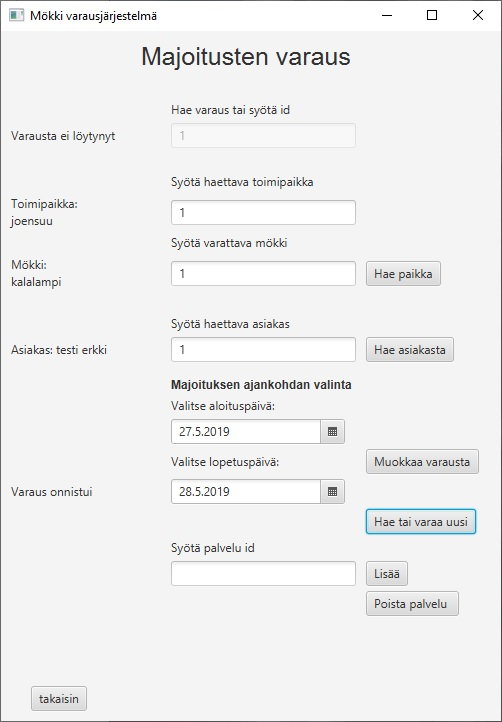 Mökki varausjärjestelmä
Majoitusten varaus
Hae varaus tai syötä id
Varausta ei löytynyt
1
Syötä haettava toimipaikka
Toimipaikka:
joensuu
1
Syötä varattava mökki
Mökki:
kalalampi
1
Hae paikka
Syötä haettava asiakas
Asiakas: testi erkki
1
Hae asiakasta
Majoituksen ajankohdan valinta
Valitse aloituspäivä:
27.5.2019
Valitse lopetuspäivä:
Muokkaa varausta
Varaus onnistui
28.5.2019
Hae tai varaa uusi
Syötä palvelu id
Lisää
Poista palvelu
takaisin